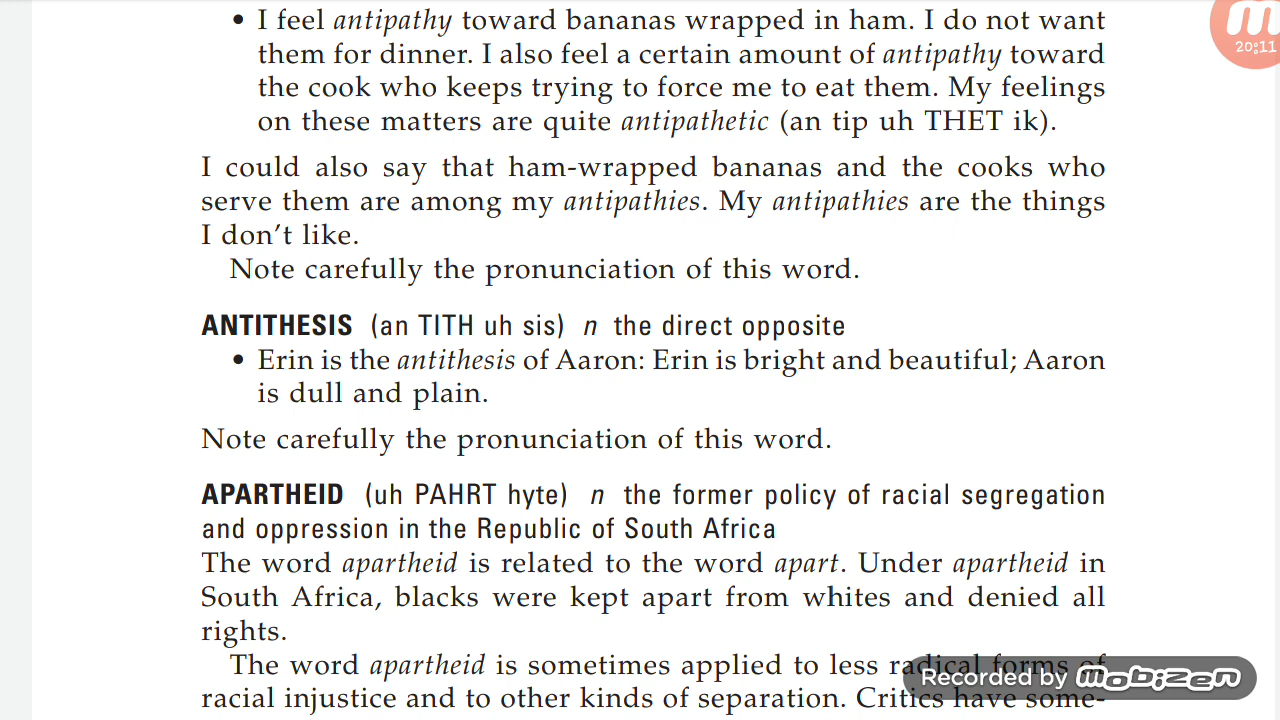 • I feel antipathy toward bananas wrapped in ham. I do not want
them for dinner. I also feel a certain amount of antipathy toward
the cook who keeps trying to force me to eat them. My feelings
on these matters are quite antipathetic (an tip uh THET ik).
I could also say that ham-wrapped bananas and the cooks who
serve them are among my antipathies. My antipathies are the things
I don't like.
Note carefully the pronunciation of this word.
ANTITHESIS (an TITH uh sis) n the direct opposite
• Erin is the antithesis of Aaron: Erin is bright and beautiful; Aaron
is dull and plain.
Note carefully the pronunciation of this word.
APARTHEID (uh PAHRT hyte) n the former policy of racial segregation
and oppression in the Republic of South Africa
The word apartheid is related to the word apart. Under apartheid in
South Africa, blacks were kept apart from whites and denied all
rights.
The word apartheid is sometimes applied to less radical forms of
racial injustice and to other kinds of separation. Critics have some-
20:11
Recorded by mobizen